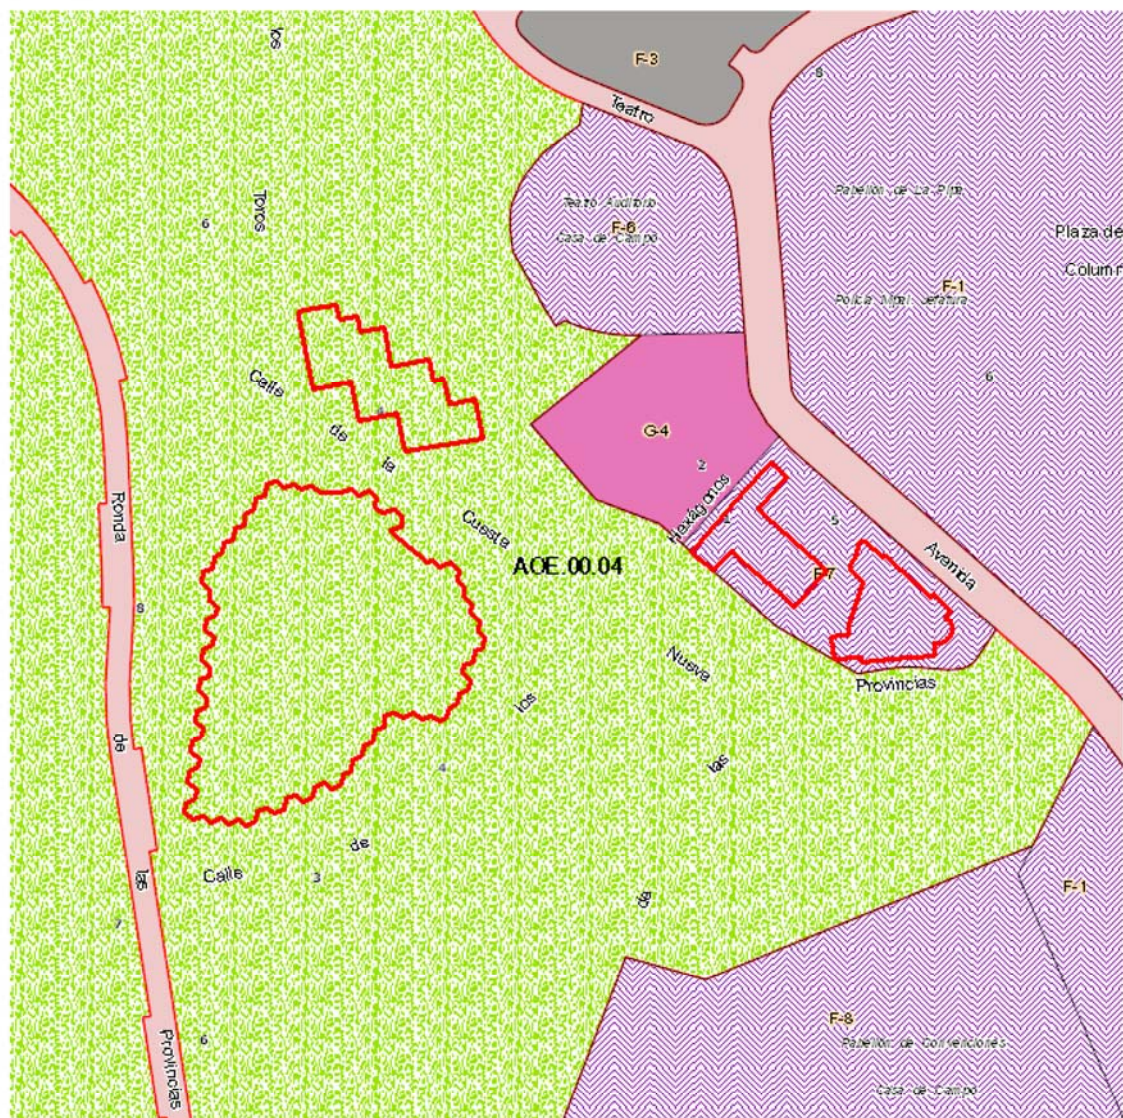 los
F-3
8
Teatro
Pabellón de La Pipa
Toros
6
Teatro Auditorio
F-6
Casa de Campo
Plaza de
Column
F-1
Policía Mpal. Jefatura
6
Calle
de
la
G-4
2
Hexágonos
Ronda
Cuesta
5
Avenida
AOE.00.04
F-7
8
Nueva
Provincias
los
de
las
4
de
Calle
3
las
de
F-1
7
F-8
6
Pabellón de Convenciones
Provincias
Casa de Campo